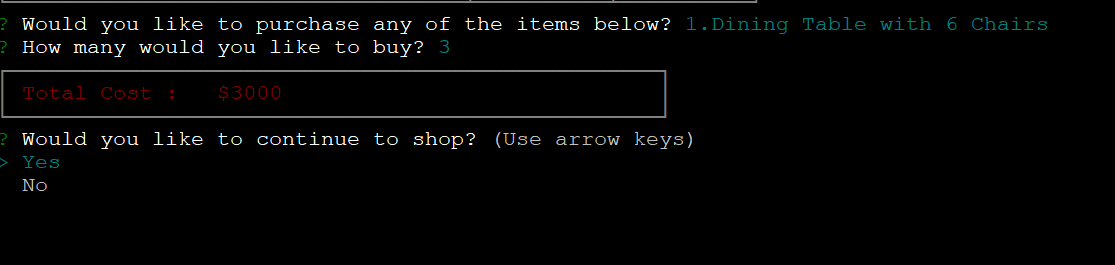 ? Would you like to purchase any of the items below? 1.Dining Table with 6 Chairs
? How many would you like to buy? 3
Total Cost :   $3000
? Would you like to continue to shop? (Use arrow keys)
> Yes
  No